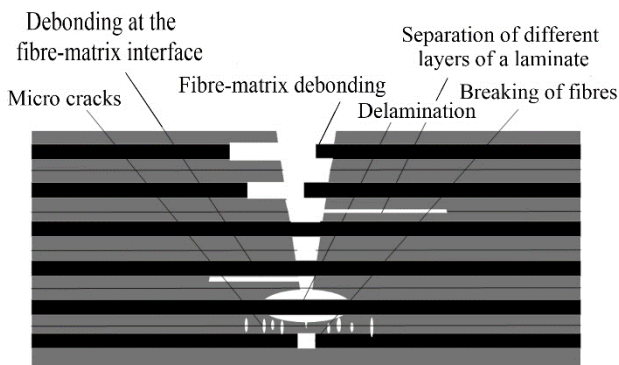 Debonding at the
fibre-matrix interface
Separation of different
layers of a laminate
Fibre-matrix debonding
Micro cracks
Delamination
Breaking of fibres